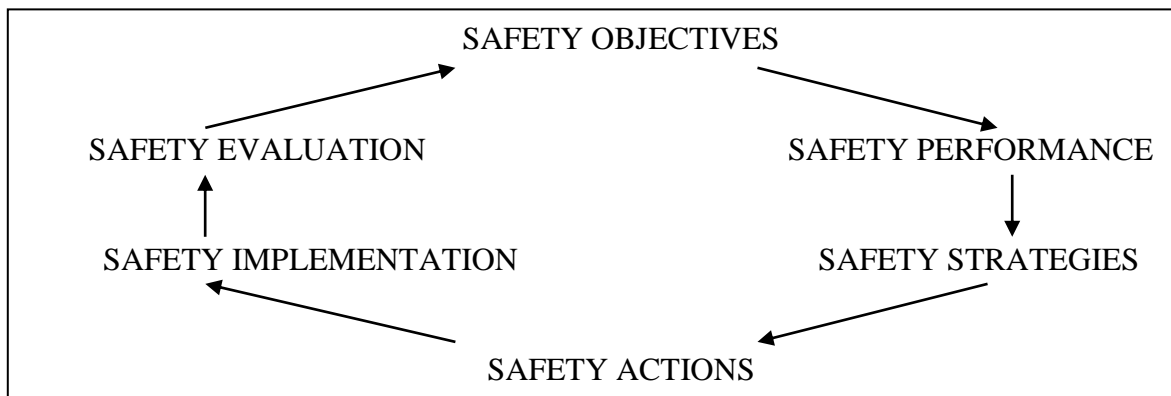 SAFETY OBJECTIVES
SAFETY EVALUATION
SAFETY PERFORMANCE
SAFETY IMPLEMENTATION
SAFETY STRATEGIES
SAFETY ACTIONS